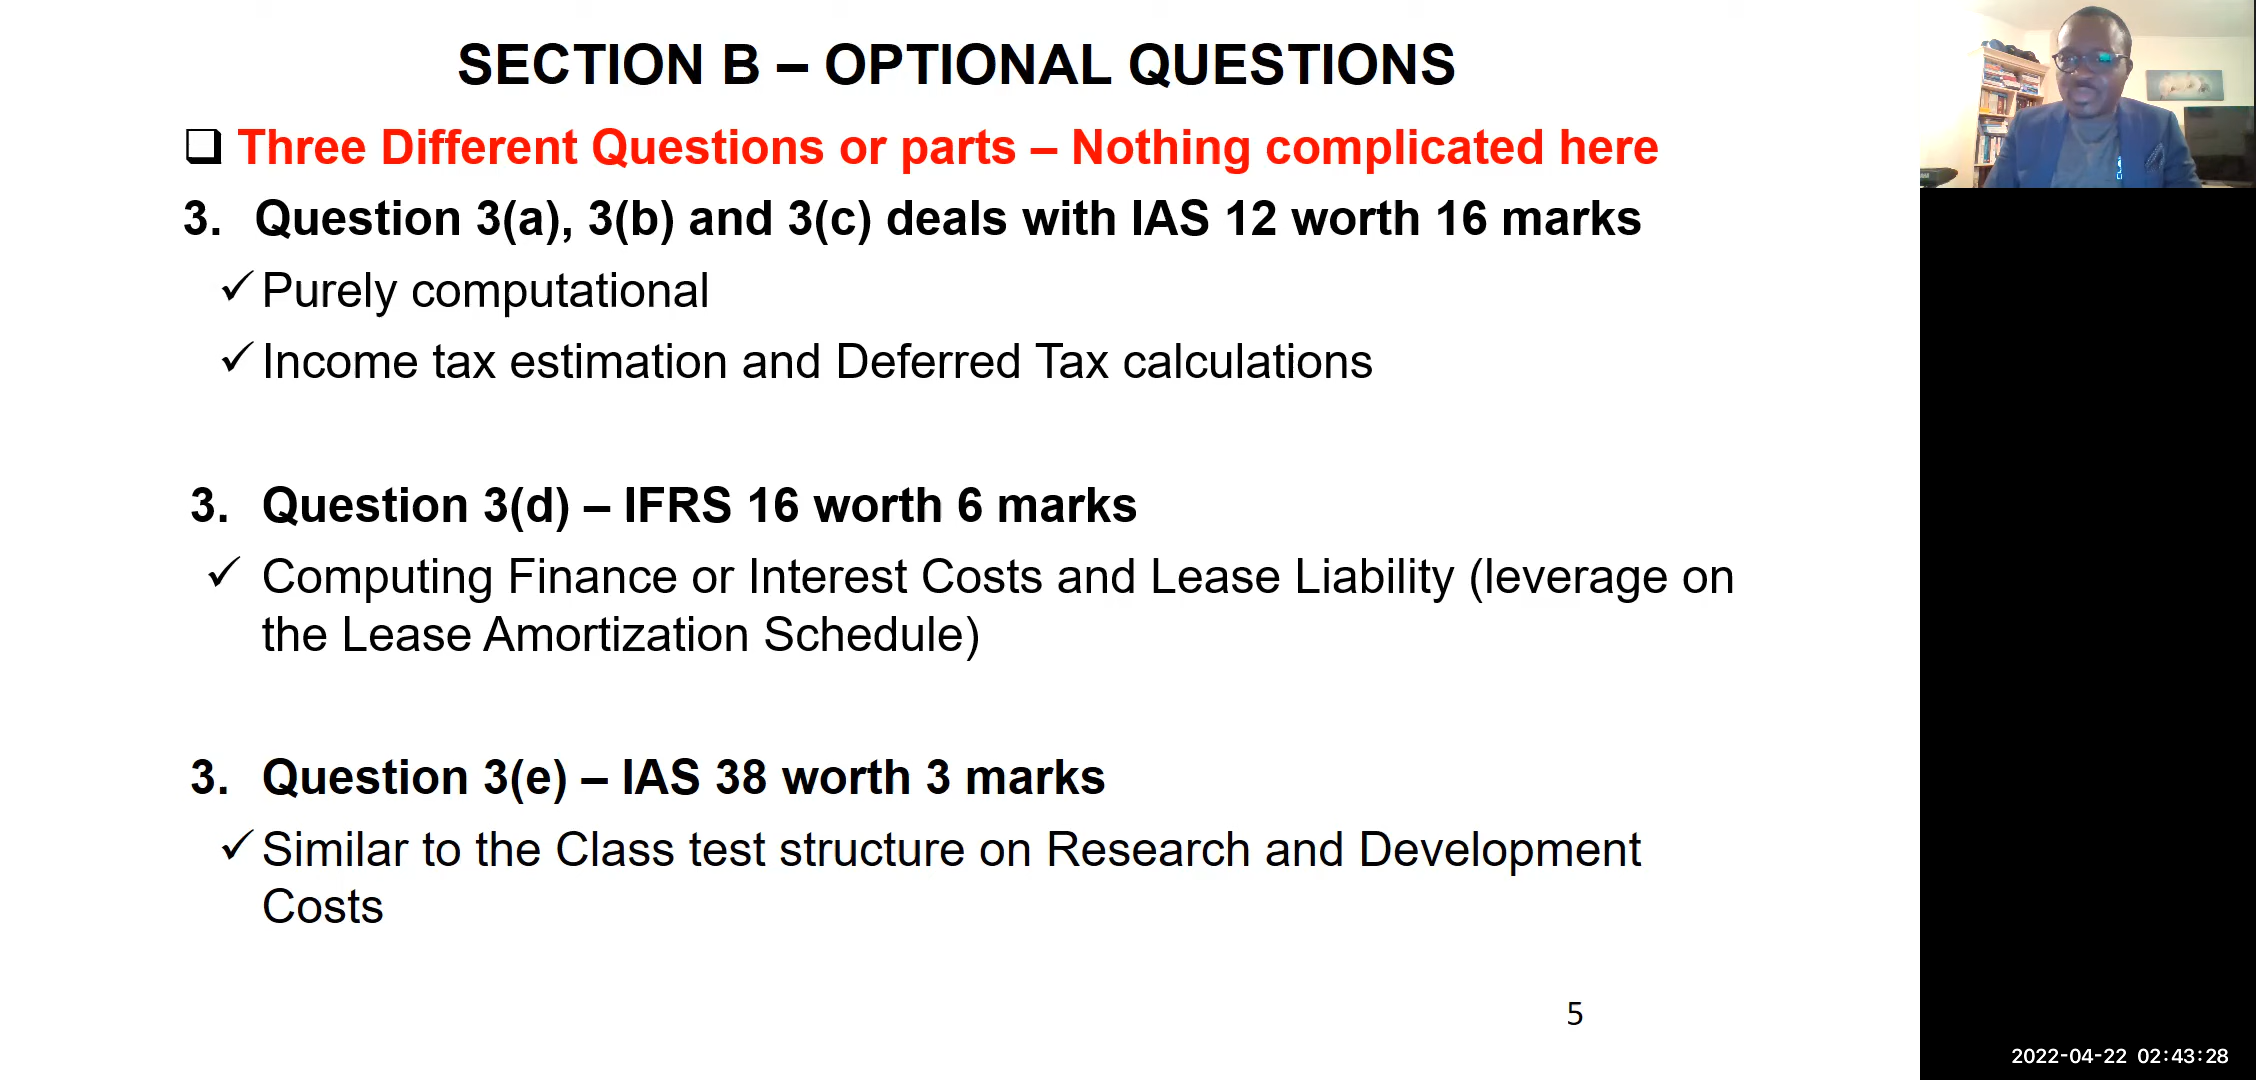 SECTION B – OPTIONAL QUESTIONS
❑ Three Different Questions or parts – Nothing complicated here
3. Question 3(a), 3(b) and 3(c) deals with IAS 12 worth 16 marks
✓ Purely computational
✓ Income tax estimation and Deferred Tax calculations
3. Question 3(d) – IFRS 16 worth 6 marks
✓ Computing Finance or Interest Costs and Lease Liability (leverage on
the Lease Amortization Schedule)
3. Question 3(e) – IAS 38 worth 3 marks
✓ Similar to the Class test structure on Research and Development
Costs
5
2022-04-22 02:43:28